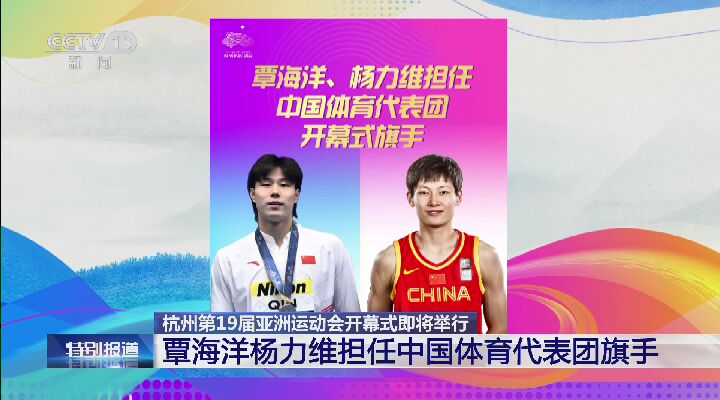 CCTV 13
新闻
覃海洋、杨力维担任
中国体育代表团
开幕式旗手
Nikon
QIN
CHINA
杭州第19届亚洲运动会开幕式即将举行
特别报道
覃海洋杨力维担任中国体育代表团旗手